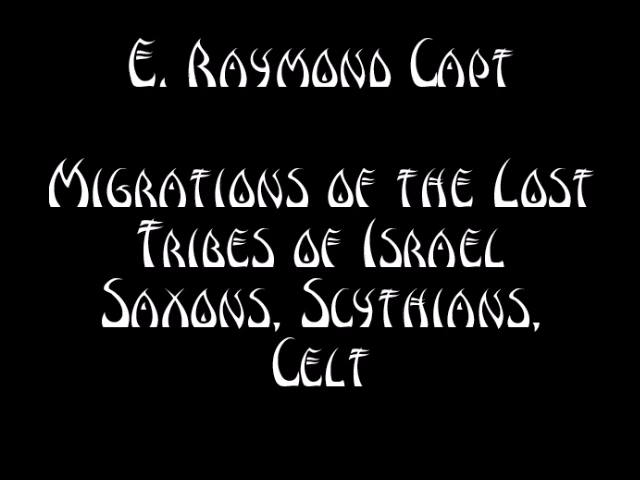 E. Raymond Capt
Migrations of the Lost
Tribes of Israel
Saxons, Scythians,
Celt